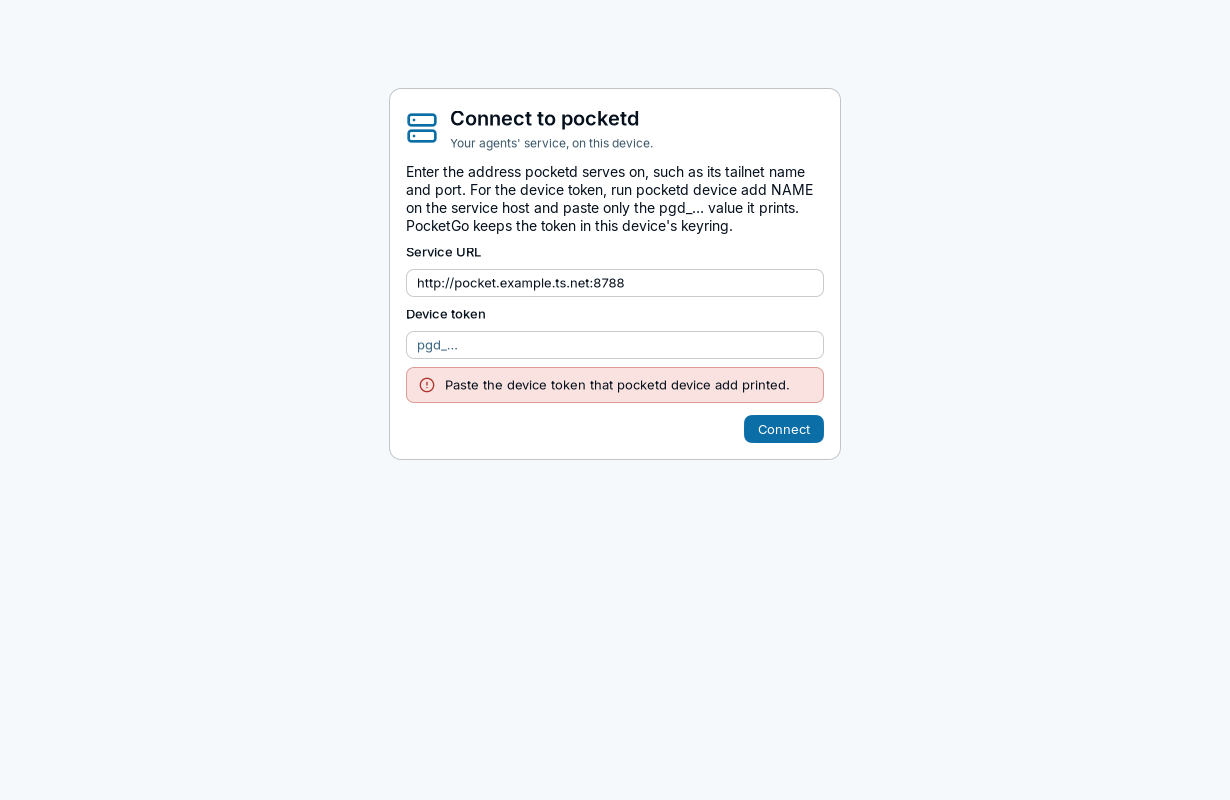 Connect to pocketd
Your agents' service, on this device.
Enter the address pocketd serves on, such as its tailnet name
and port. For the device token, run pocketd device add NAME
on the service host and paste only the pgd_... value it prints.
PocketGo keeps the token in this device's keyring.
Service URL
http://pocket.example.ts.net:8788
Device token
pgd_...
Paste the device token that pocketd device add printed.
Connect